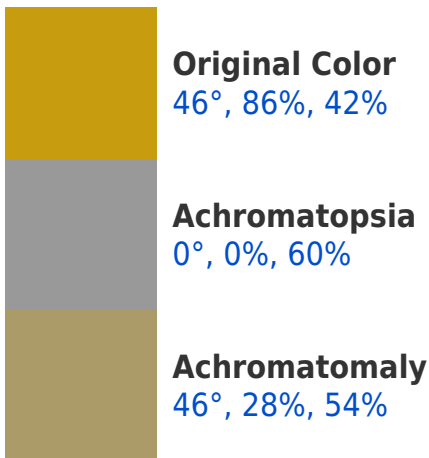 Original Color
46°, 86%, 42%
Achromatopsia
0°, 0%, 60%
Achromatomaly
46°, 28%, 54%